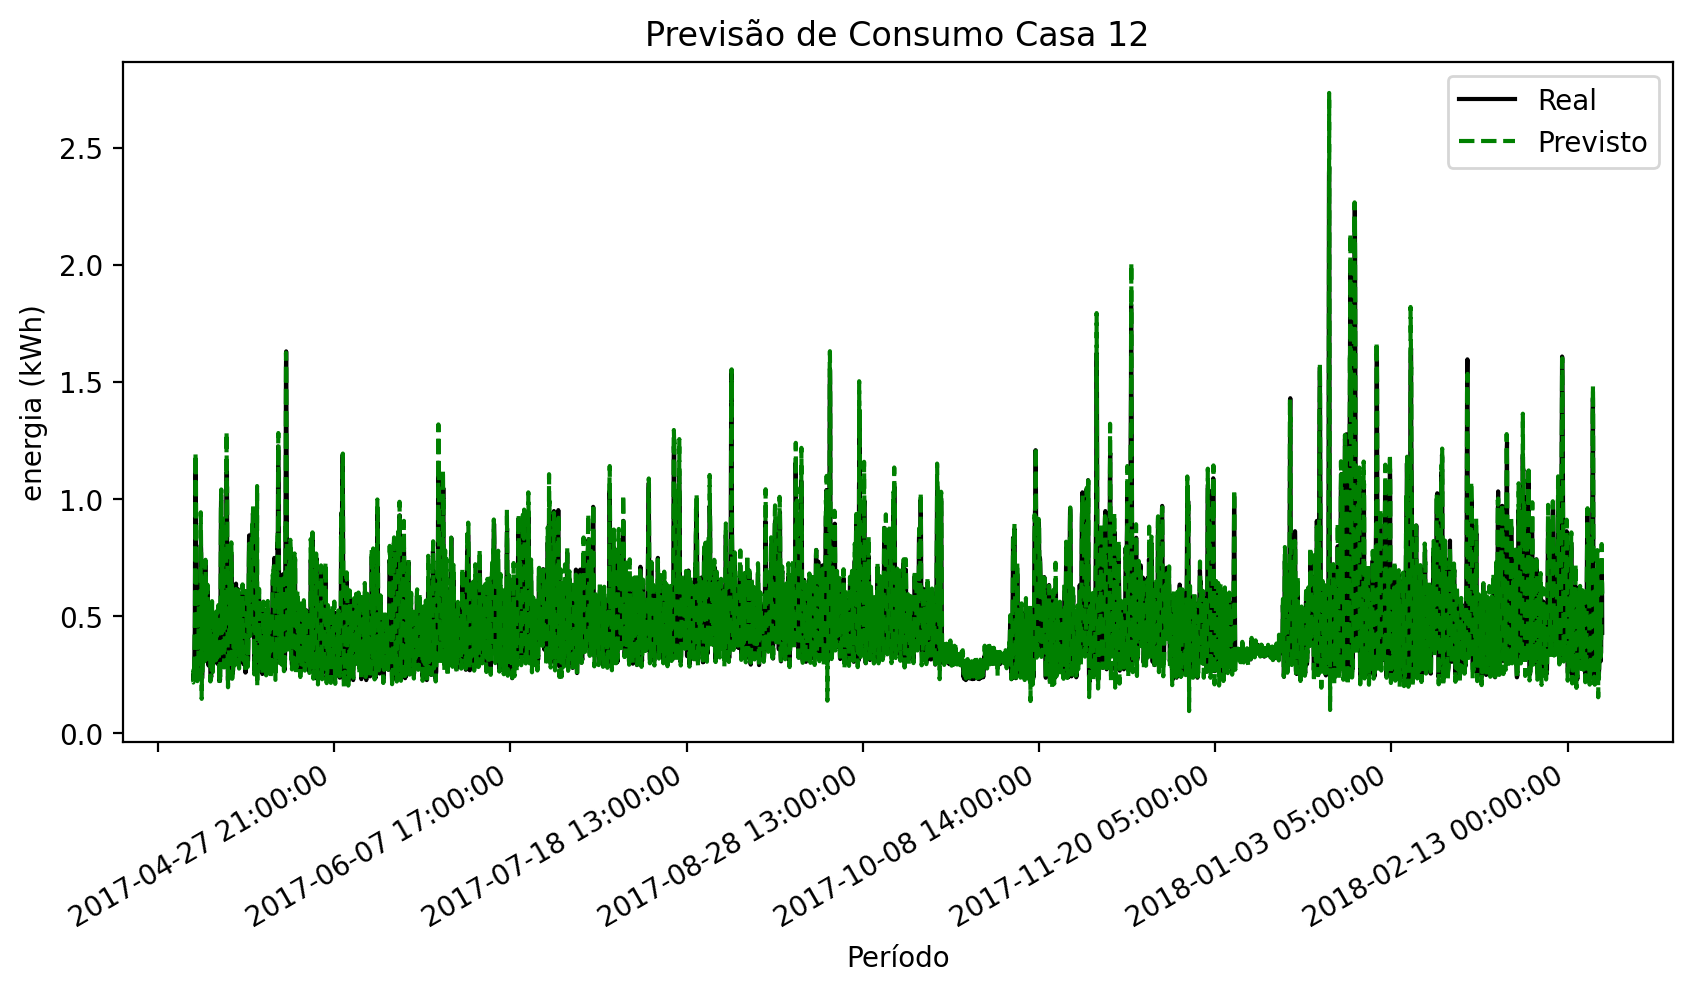 Previsão de Consumo Casa 12
Real
Previsto
energia (kWh)
2.5
2.0
1.5
1.0
0.5
0.0
2017-04-27 21:00:00
2017-06-07 17:00:00
2017-07-18 13:00:00
2017-08-28 13:00:00
2017-10-08 14:00:00
2017-11-20 05:00:00
2018-01-03 05:00:00
2018-02-13 00:00:00
Período